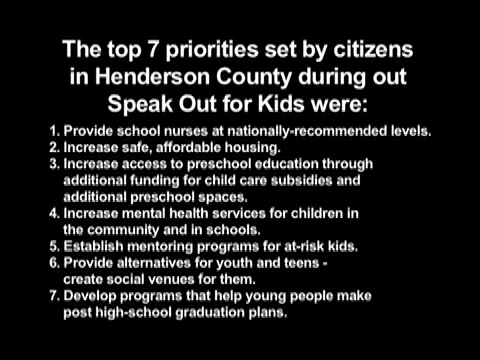 The top 7 priorities set by citizens
in Henderson County during out
Speak Out for Kids were:
1. Provide school nurses at nationally-recommended levels.
2. Increase safe, affordable housing.
3. Increase access to preschool education through
additional funding for child care subsidies and
additional preschool spaces.
4. Increase mental health services for children in
the community and in schools.
5. Establish mentoring programs for at-risk kids.
6. Provide alternatives for youth and teens -
create social venues for them.
7. Develop programs that help young people make
post high-school graduation plans.